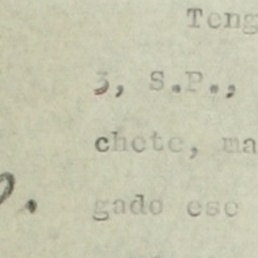 Teng
3, S.P.,
chete, ma
gado ese